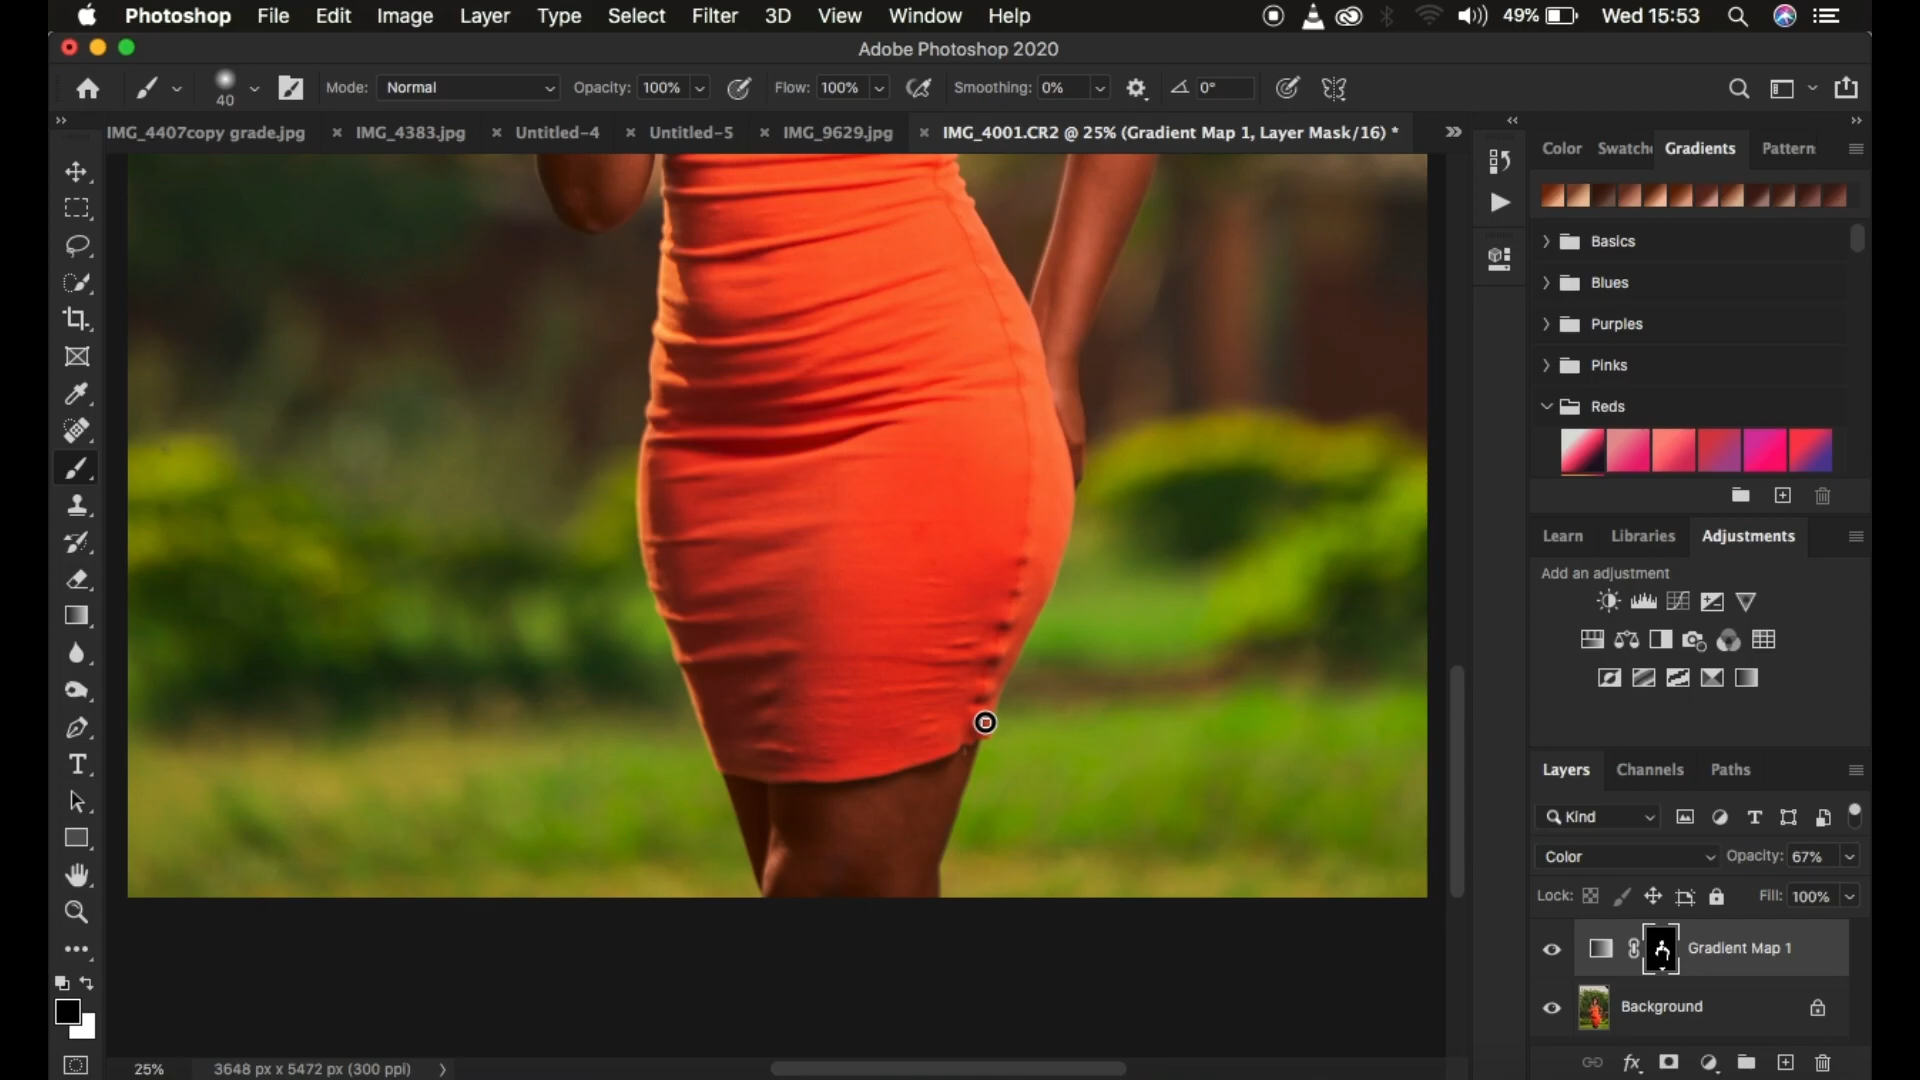 Photoshop File Edit Image Layer Type Select Filter 3D View Window Help 49% Wed 15:53
Adobe Photoshop 2020
40 Mode: Normal Opacity: 100% Flow: 100% Smoothing: 0% 0°
IMG_4407copy grade.jpg IMG_4383.jpg Untitled-4 Untitled-5 IMG_9629.jpg IMG_4001.CR2 @ 25% (Gradient Map 1, Layer Mask/16) *
Color Swatche Gradients Pattern
Basics
Blues
Purples
Pinks
Reds
Learn Libraries Adjustments
Add an adjustment
Layers Channels Paths
Kind
Color Opacity: 67%
Lock: Fill: 100%
Gradient Map 1
Background
25% 3648 px x 5472 px (300 ppi)